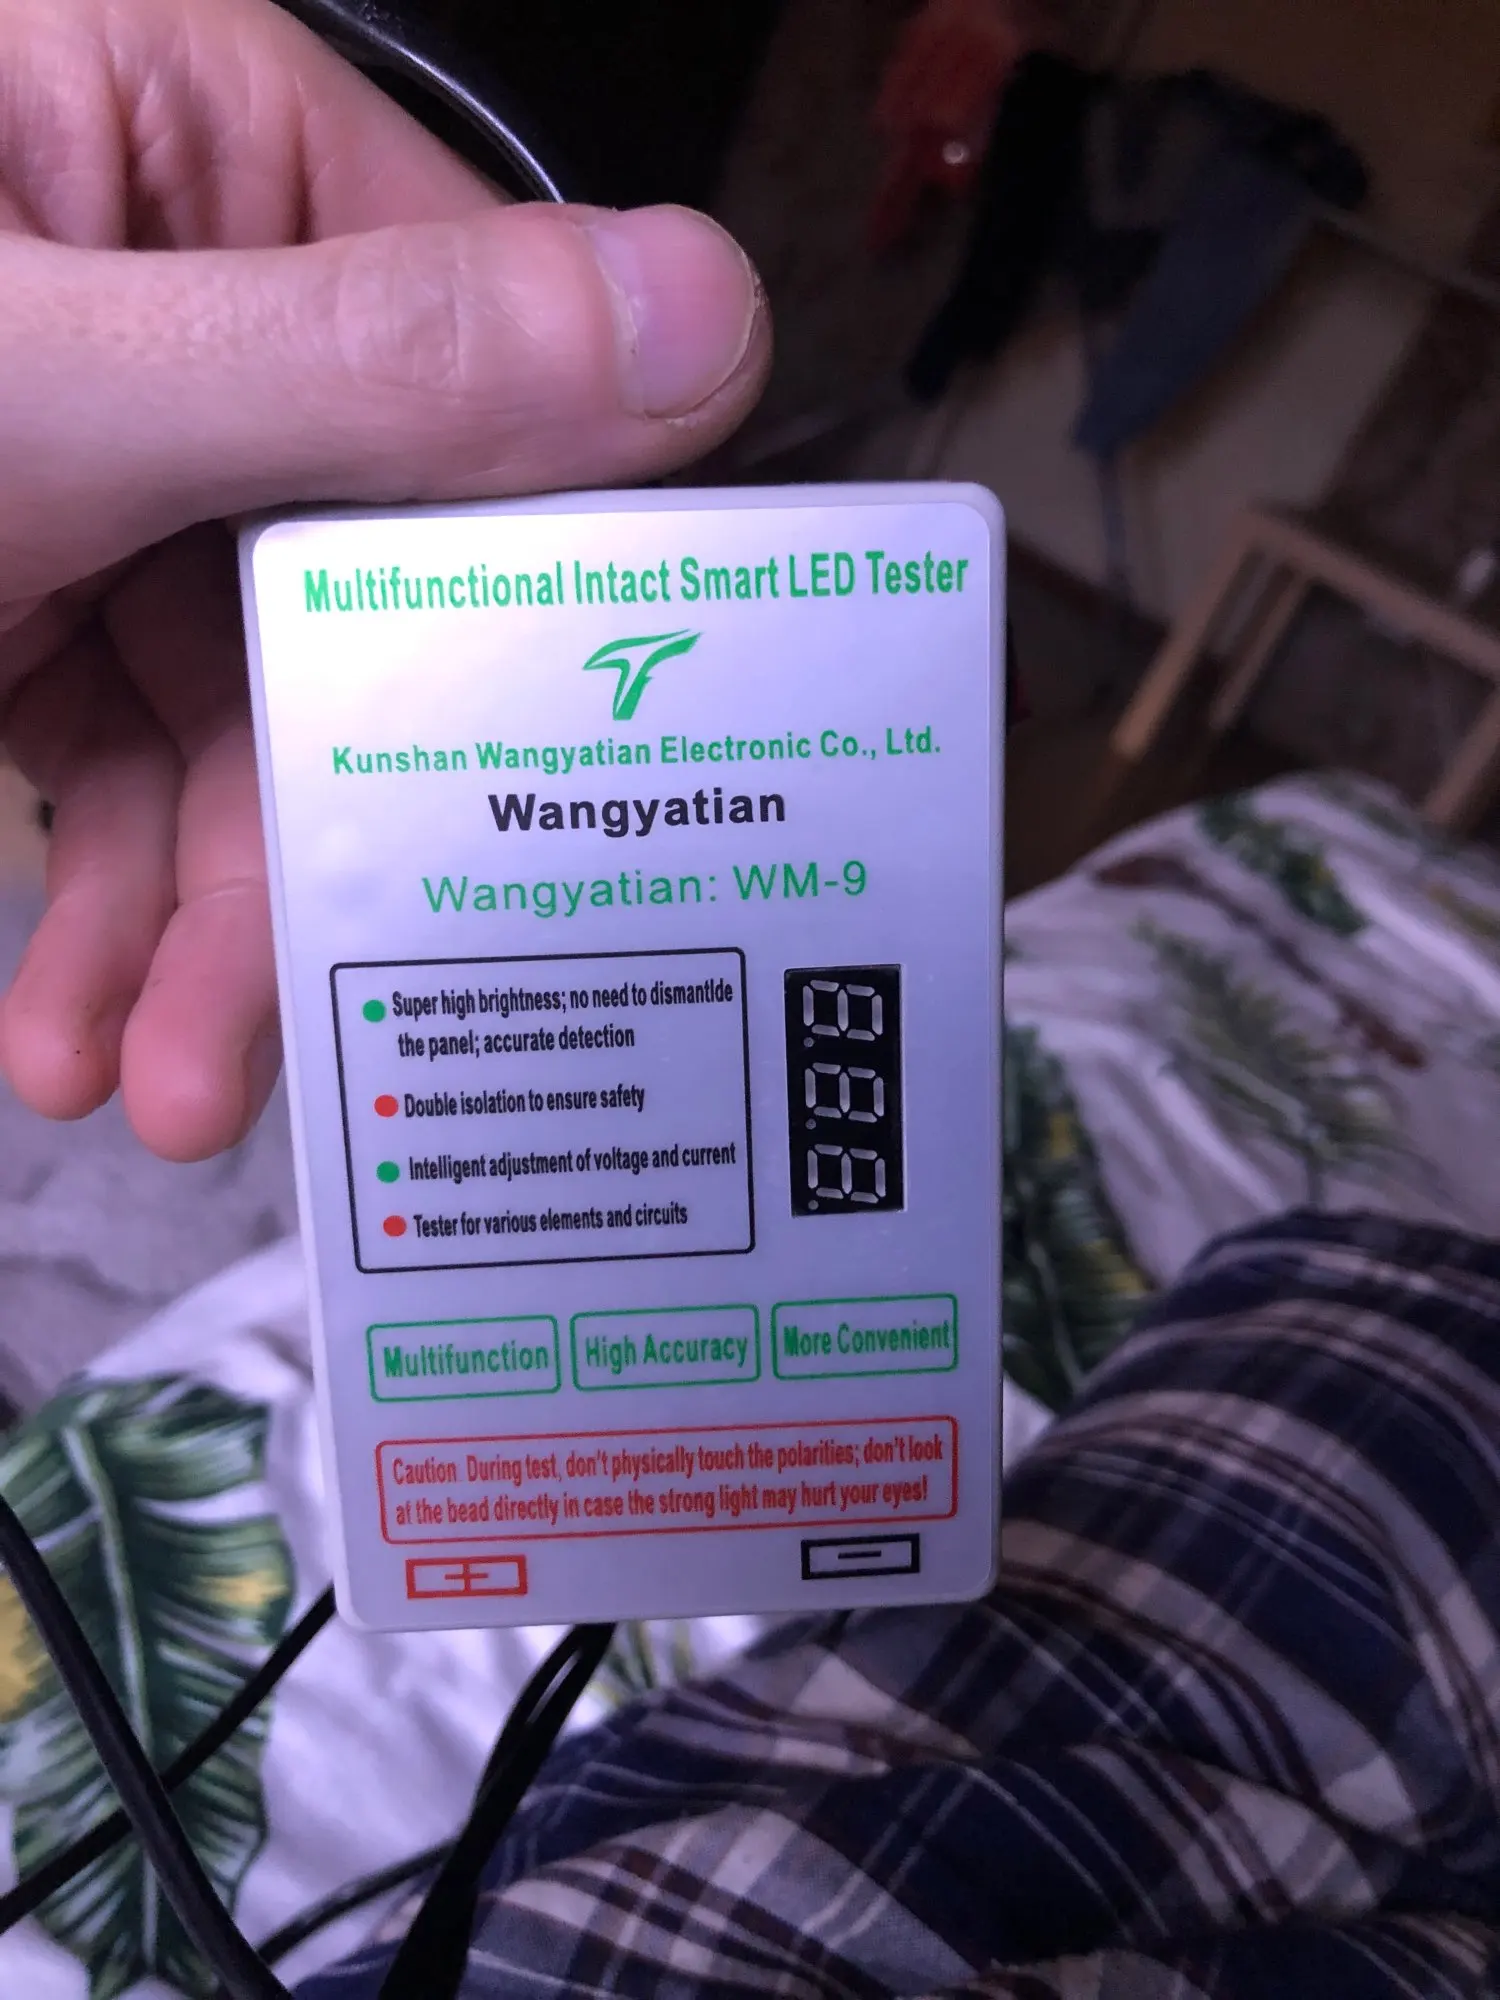 Multifunctional Intact Smart LED Tester
Kunshan Wangyatian Electronic Co., Ltd.
Wangyatian
Wangyatian: WM-9
Super high brightness; no need to dismantlde
the panel; accurate detection
Double isolation to ensure safety
Intelligent adjustment of voltage and current
Tester for various elements and circuits
Multifunction
High Accuracy
More Convenient
Caution During test, don't physically touch the polarities; don't look
at the bead directly in case the strong light may hurt your eyes!
+
-